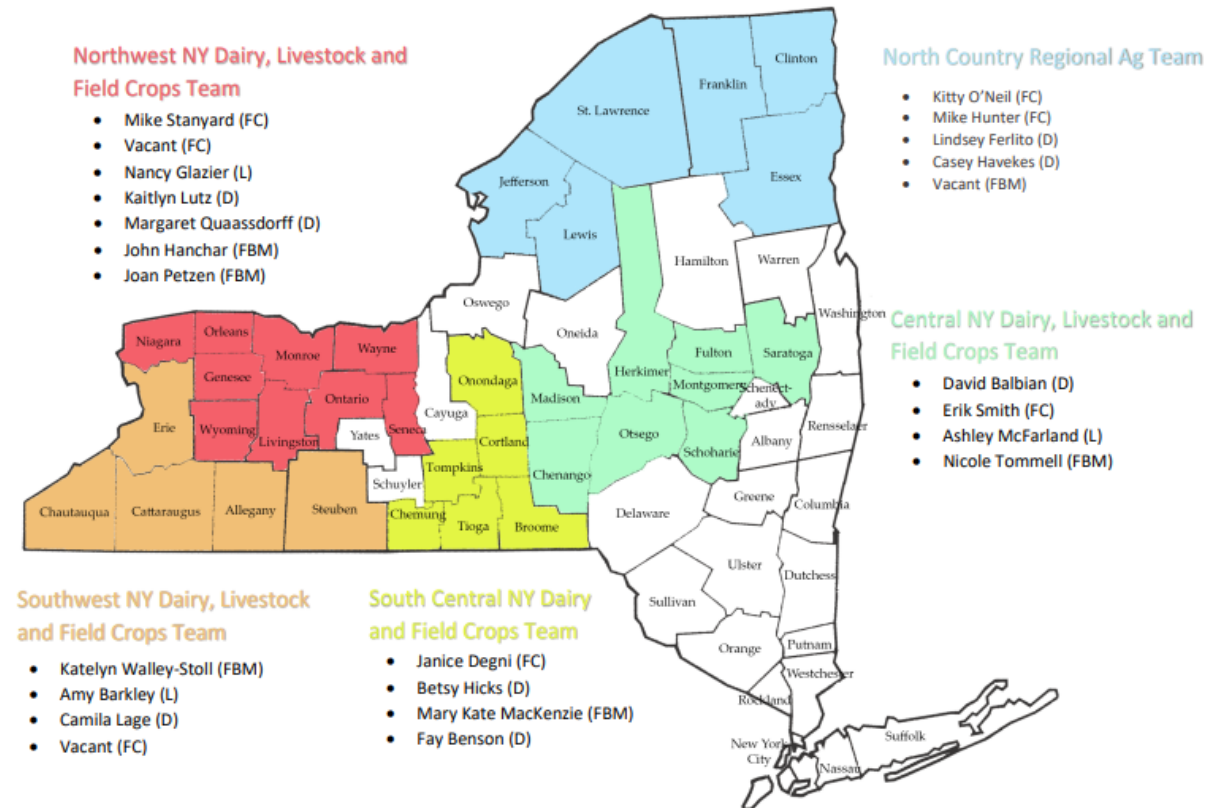 Northwest NY Dairy, Livestock and
Field Crops Team
• Mike Stanyard (FC)
• Vacant (FC)
• Nancy Glazier (L)
• Kaitlyn Lutz (D)
• Margaret Quaassdorff (D)
• John Hanchar (FBM)
• Joan Petzen (FBM)
North Country Regional Ag Team
• Kitty O'Neil (FC)
• Mike Hunter (FC)
• Lindsey Ferlito (D)
• Casey Havekes (D)
• Vacant (FBM)
Central NY Dairy, Livestock and
Field Crops Team
• David Balbian (D)
• Erik Smith (FC)
• Ashley McFarland (L)
• Nicole Tommell (FBM)
Southwest NY Dairy, Livestock
and Field Crops Team
• Katelyn Walley-Stoll (FBM)
• Amy Barkley (L)
• Camila Lage (D)
• Vacant (FC)
South Central NY Dairy
and Field Crops Team
• Janice Degni (FC)
• Betsy Hicks (D)
• Mary Kate MacKenzie (FBM)
• Fay Benson (D)
Clinton
Franklin
St. Lawrence
Essex
Jefferson
Lewis
Hamilton
Warren
Oswego
Washington
Oneida
Niagara
Orleans
Monroe
Wayne
Fulton
Saratoga
Herkimer
Genesee
Onondaga
Montgomery
Schenect-
ady
Ontario
Madison
Cayuga
Erie
Wyoming
Livingston
Yates
Seneca
Cortland
Otsego
Rensselaer
Albany
Schoharie
Tompkins
Chenango
Schuyler
Greene
Columbia
Chautauqua
Cattaraugus
Allegany
Steuben
Chemung
Tioga
Broome
Delaware
Ulster
Dutchess
Sullivan
Orange
Putnam
Westchester
Rockland
New York
City
Nassau
Suffolk